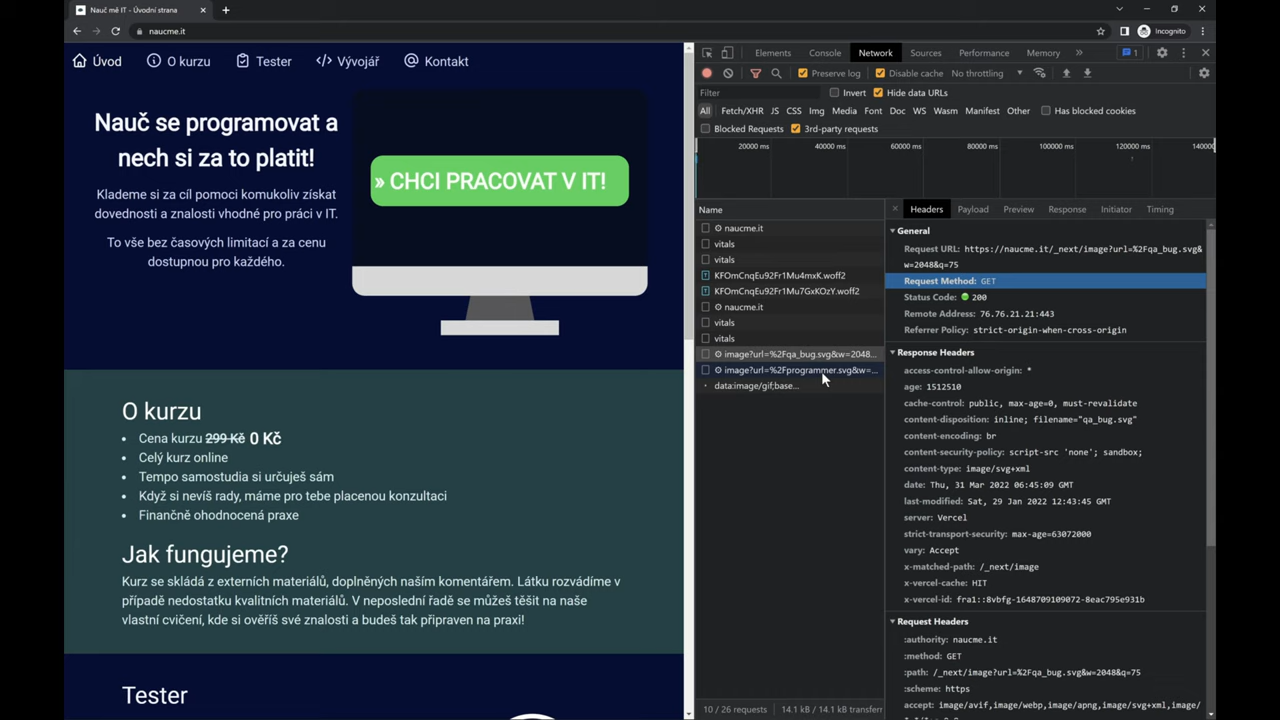 Nauč mě IT - Úvodní strana
naucme.it
Incognito
Úvod
O kurzu
Tester
Vývojář
Kontakt
Nauč se programovat a
nech si za to platit!
Klademe si za cíl pomoci komukoliv získat
dovednosti a znalosti vhodné pro práci v IT.
To vše bez časových limitací a za cenu
dostupnou pro každého.
» CHCI PRACOVAT V IT!
O kurzu
• Cena kurzu 299 Kč 0 Kč
• Celý kurz online
• Tempo samostudia si určuješ sám
• Když si nevíš rady, máme pro tebe placenou konzultaci
• Finančně ohodnocená praxe
Jak fungujeme?
Kurz se skládá z externích materiálů, doplněných naším komentářem. Látku rozvádíme v
případě nedostatku kvalitních materiálů. V neposlední řadě se můžeš těšit na naše
vlastní cvičení, kde si ověříš své znalosti a budeš tak připraven na praxi!
Tester
Elements Console Network Sources Performance Memory » 1
Preserve log Disable cache No throttling
Filter Invert Hide data URLs
All Fetch/XHR JS CSS Img Media Font Doc WS Wasm Manifest Other Has blocked cookies
Blocked Requests 3rd-party requests
20000 ms 40000 ms 60000 ms 80000 ms 100000 ms 120000 ms 140000
Name
naucme.it
vitals
vitals
KFOmCnqEu92Fr1Mu4mxK.woff2
KFOmCnqEu92Fr1Mu7GxKOzY.woff2
naucme.it
vitals
vitals
image?url=%2Fqa_bug.svg&w=2048...
image?url=%2Fprogrammer.svg&w=...
data:image/gif;base...
10 / 26 requests 14.1 kB / 14.1 kB transferr
Headers Payload Preview Response Initiator Timing
General
Request URL: https://naucme.it/_next/image?url=%2Fqa_bug.svg&
w=2048&q=75
Request Method: GET
Status Code: 200
Remote Address: 76.76.21.21:443
Referrer Policy: strict-origin-when-cross-origin
Response Headers
access-control-allow-origin: *
age: 1512510
cache-control: public, max-age=0, must-revalidate
content-disposition: inline; filename="qa_bug.svg"
content-encoding: br
content-security-policy: script-src 'none'; sandbox;
content-type: image/svg+xml
date: Thu, 31 Mar 2022 06:45:09 GMT
last-modified: Sat, 29 Jan 2022 12:43:45 GMT
server: Vercel
strict-transport-security: max-age=63072000
vary: Accept
x-matched-path: /_next/image
x-vercel-cache: HIT
x-vercel-id: fra1::8vbfg-1648709109072-8eac795e931b
Request Headers
:authority: naucme.it
:method: GET
:path: /_next/image?url=%2Fqa_bug.svg&w=2048&q=75
:scheme: https
accept: image/avif,image/webp,image/apng,image/svg+xml,image/